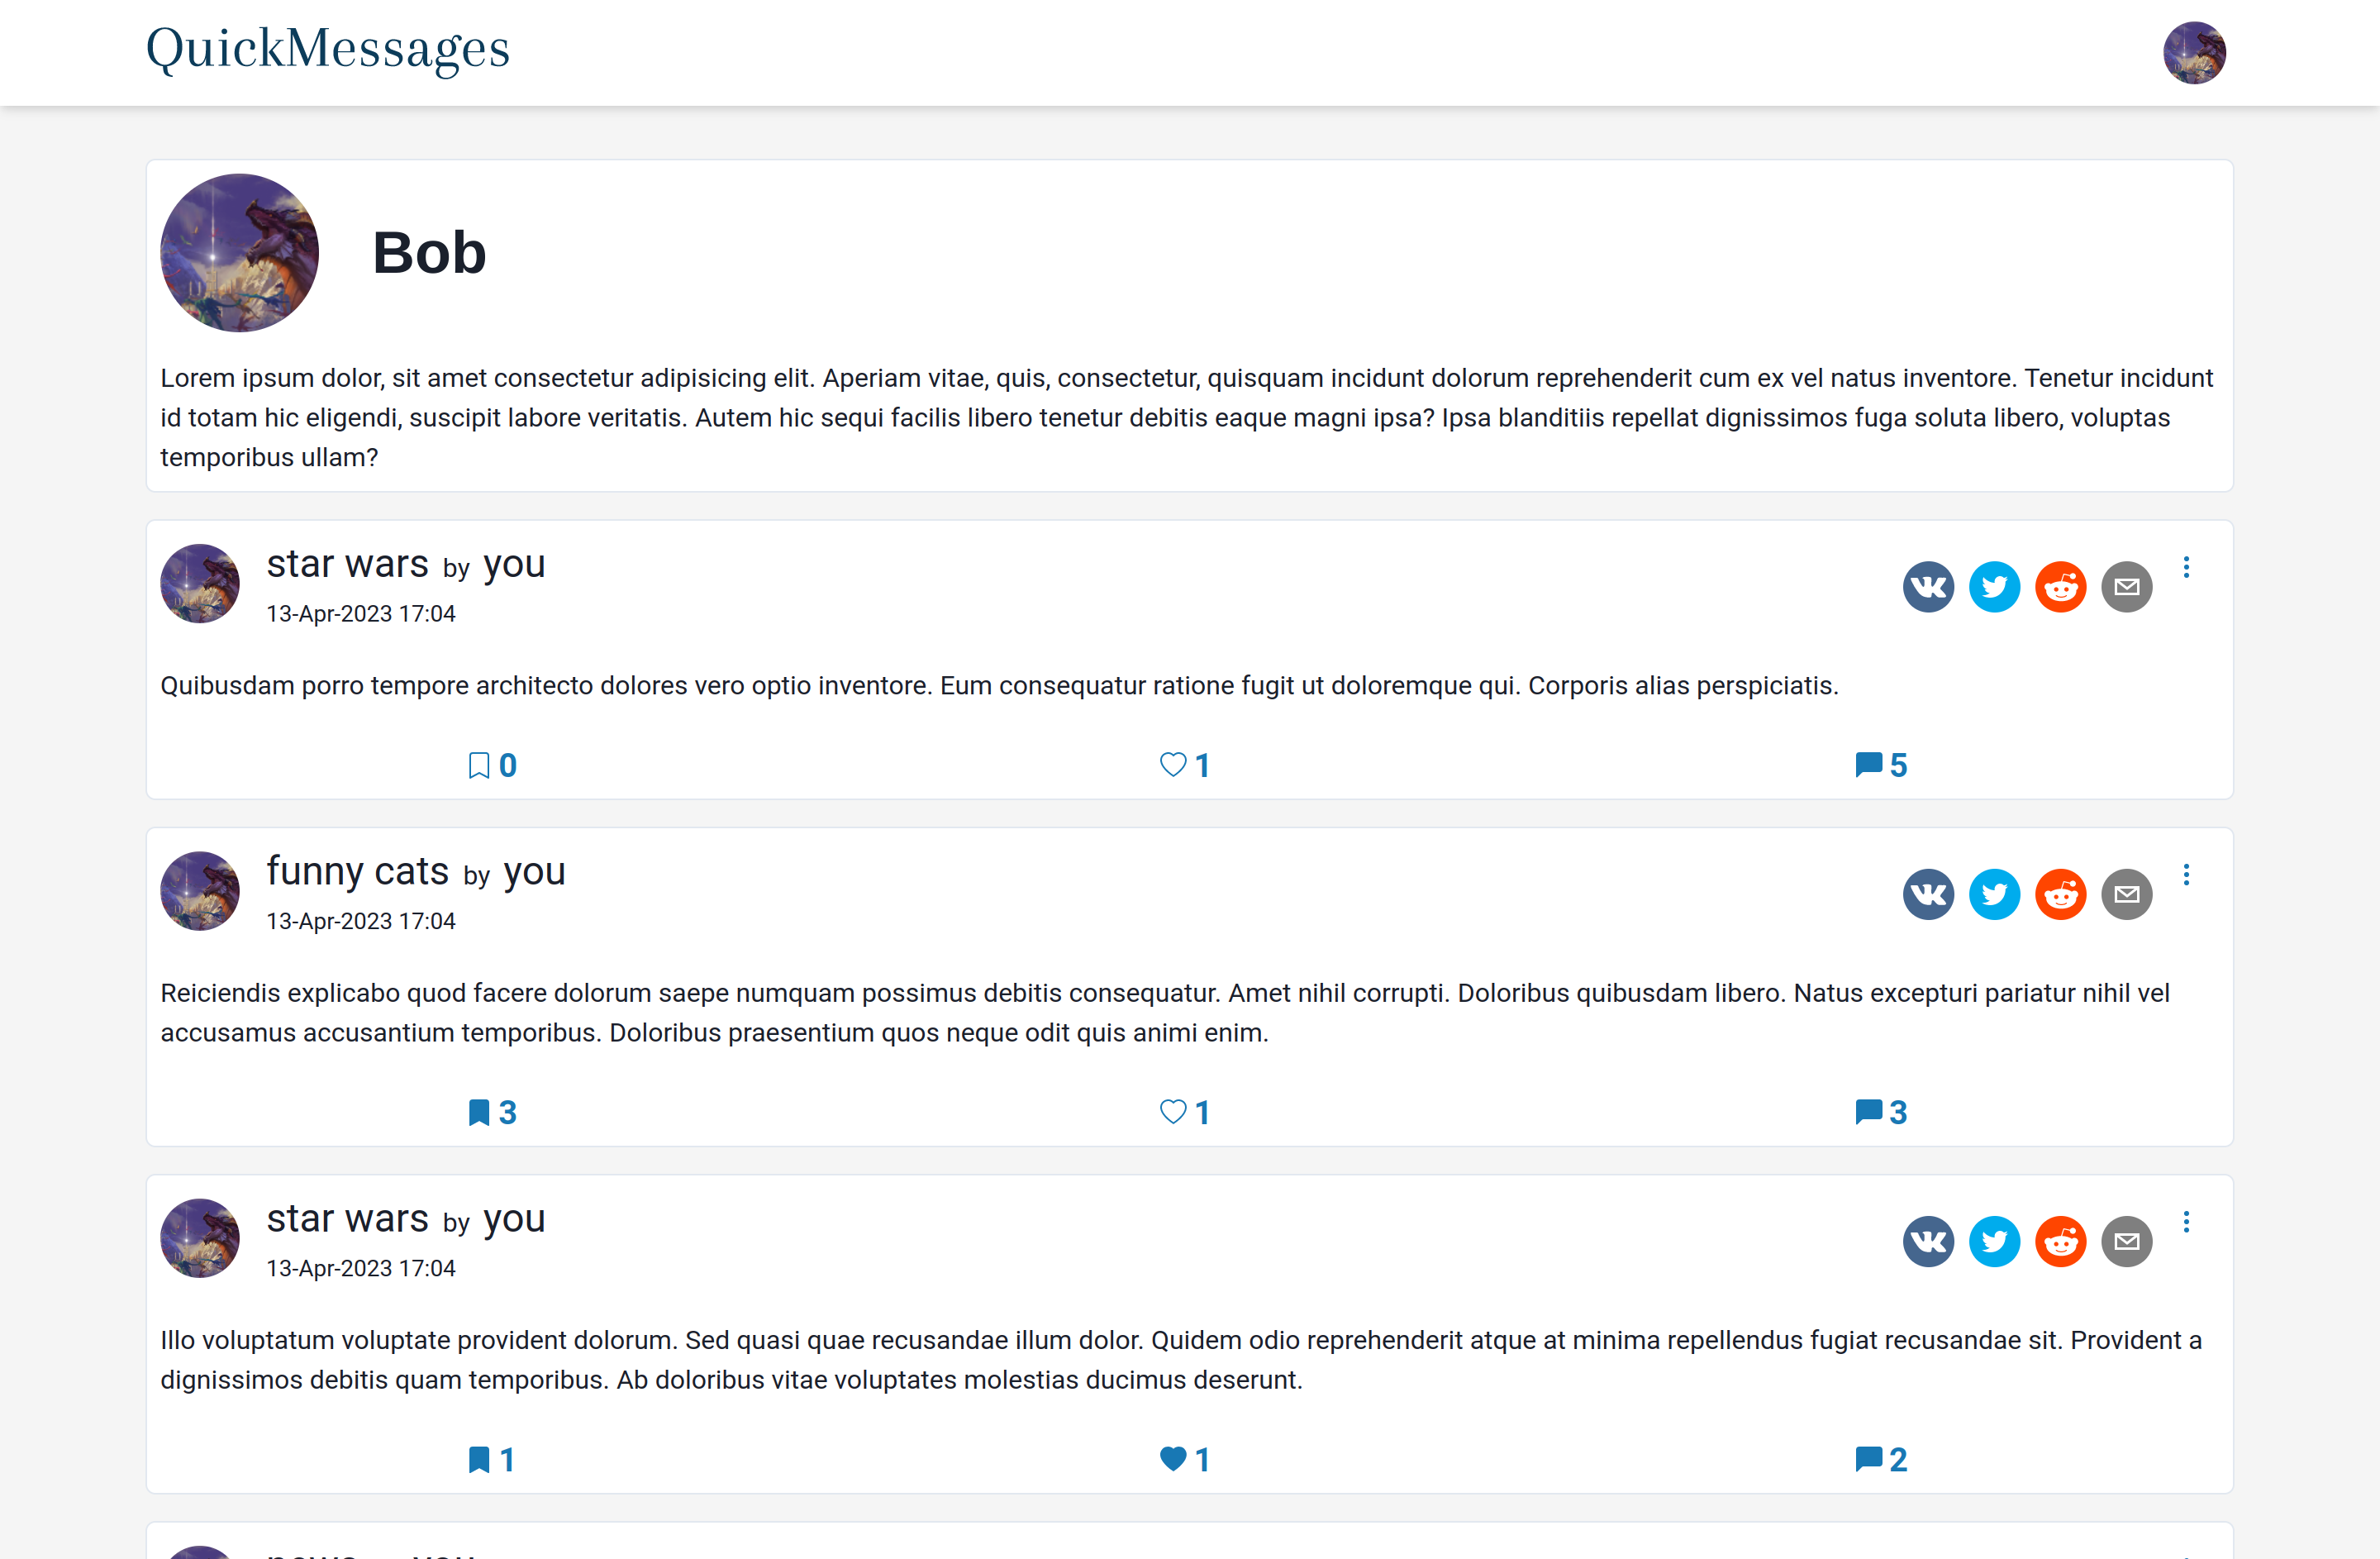 QuickMessages
Bob
Lorem ipsum dolor, sit amet consectetur adipisicing elit. Aperiam vitae, quis, consectetur, quisquam incidunt dolorum reprehenderit cum ex vel natus inventore. Tenetur incidunt
id totam hic eligendi, suscipit labore veritatis. Autem hic sequi facilis libero tenetur debitis eaque magni ipsa? Ipsa blanditiis repellat dignissimos fuga soluta libero, voluptas
temporibus ullam?
star wars by you
13-Apr-2023 17:04
Quibusdam porro tempore architecto dolores vero optio inventore. Eum consequatur ratione fugit ut doloremque qui. Corporis alias perspiciatis.
0 1 5
funny cats by you
13-Apr-2023 17:04
Reiciendis explicabo quod facere dolorum saepe numquam possimus debitis consequatur. Amet nihil corrupti. Doloribus quibusdam libero. Natus excepturi pariatur nihil vel
accusamus accusantium temporibus. Doloribus praesentium quos neque odit quis animi enim.
3 1 3
star wars by you
13-Apr-2023 17:04
Illo voluptatum voluptate provident dolorum. Sed quasi quae recusandae illum dolor. Quidem odio reprehenderit atque at minima repellendus fugiat recusandae sit. Provident a
dignissimos debitis quam temporibus. Ab doloribus vitae voluptates molestias ducimus deserunt.
1 1 2